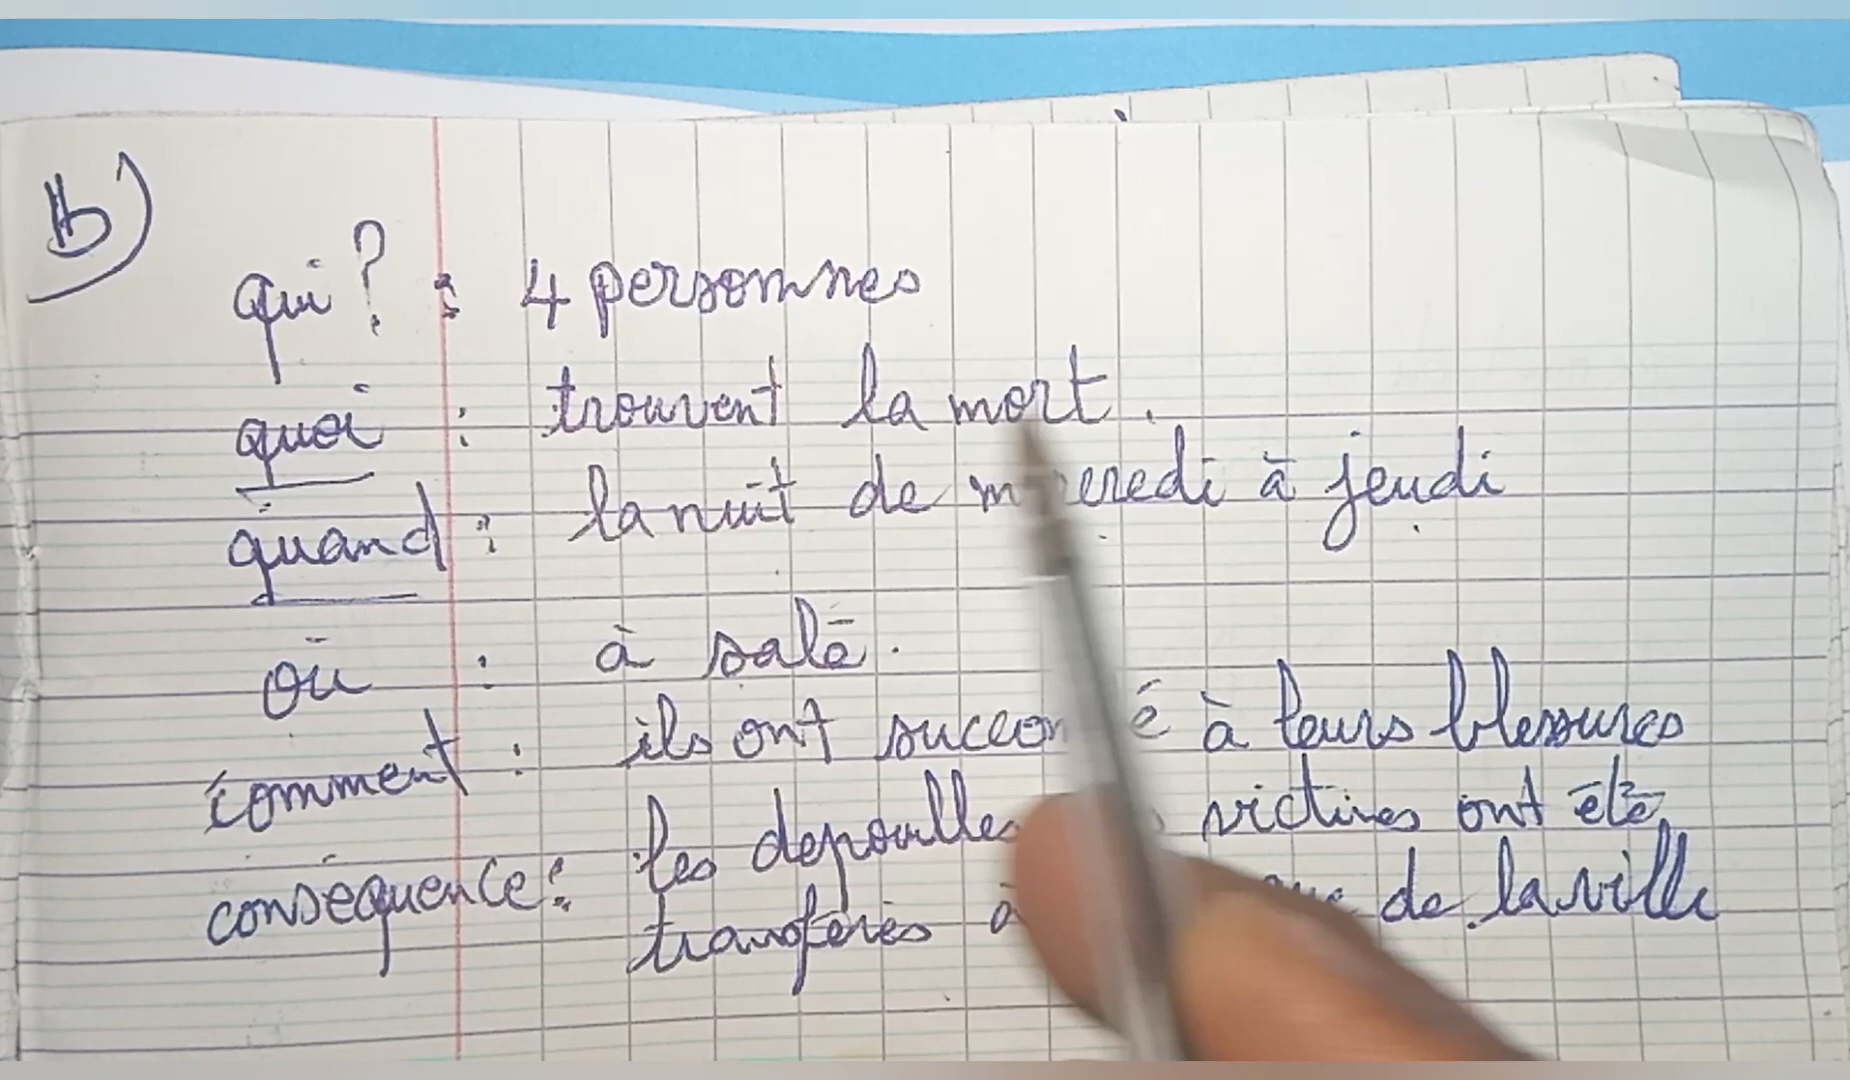 b)
qui ? : 4 personnes
quoi : trouvent la mort.
quand : la nuit de à jeudi
où : à salé.
comment : ils ont à leurs blessures
conséquence : les depouilles victimes ont été
transférés à de la ville